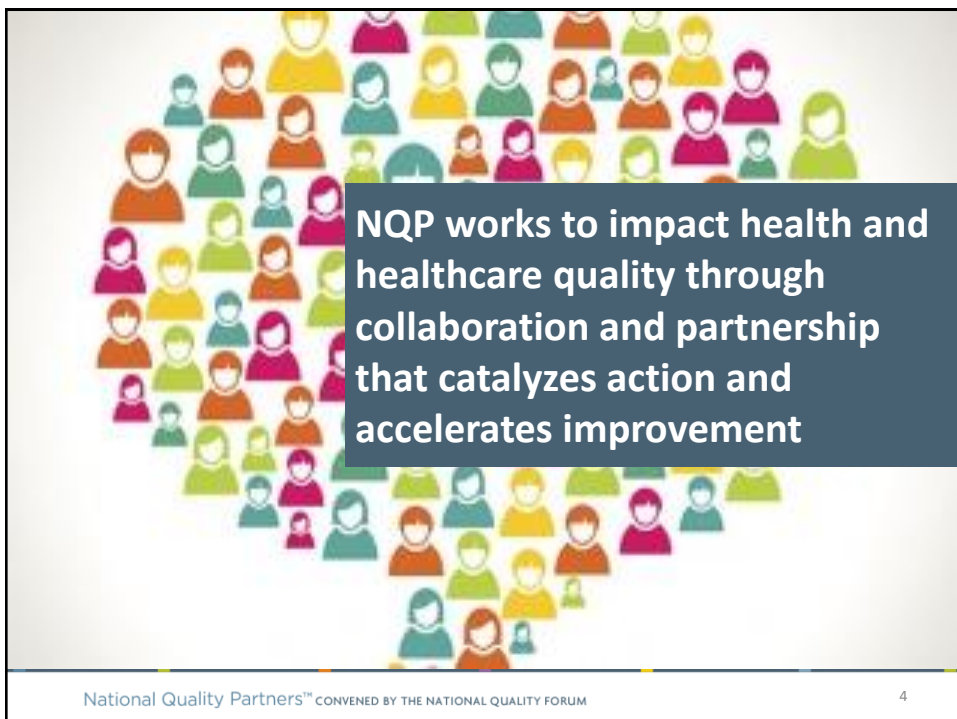 NQP works to impact health and
healthcare quality through
collaboration and partnership
that catalyzes action and
accelerates improvement
National Quality Partners™ CONVENED BY THE NATIONAL QUALITY FORUM
4